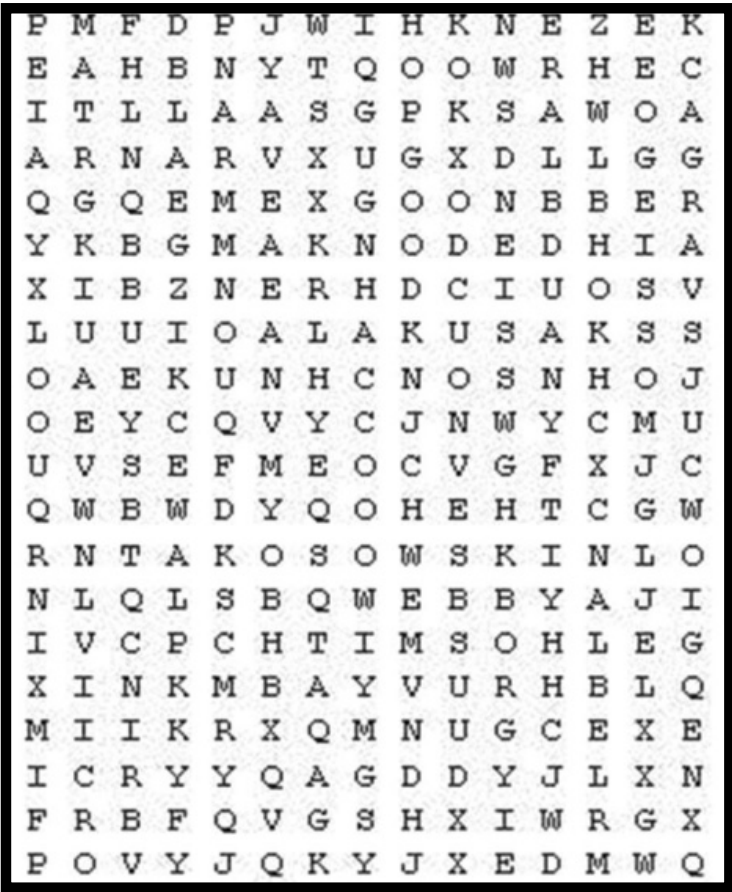 P M F D P J W I H K N E Z E K
E A H B N Y T Q O O W R H E C
I T L L A A S G P K S A W O A
A R N A R V X U G X D L L G G
Q G Q E M E X G O O N B B E R
Y K B G M A K N O D E D H I A
X I B Z N E R H D C I U O S V
L U U I O A L A K U S A K S S
O A E K U N H C N O S N H O J
O E Y C Q V Y C J N W Y C M U
U V S E F M E O C V G F X J C
Q W B W D Y Q O H E H T C G W
R N T A K O S O W S K I N L O
N L Q L S B Q W E B B Y A J I
I V C P C H T I M S O H L E G
X I N K M B A Y V U R H B L Q
M I I K R X Q M N U G C E X E
I C R Y Y Q A G D D Y J L X N
F R B F Q V G S H X I W R G X
P O V Y J Q K Y J X E D M W Q